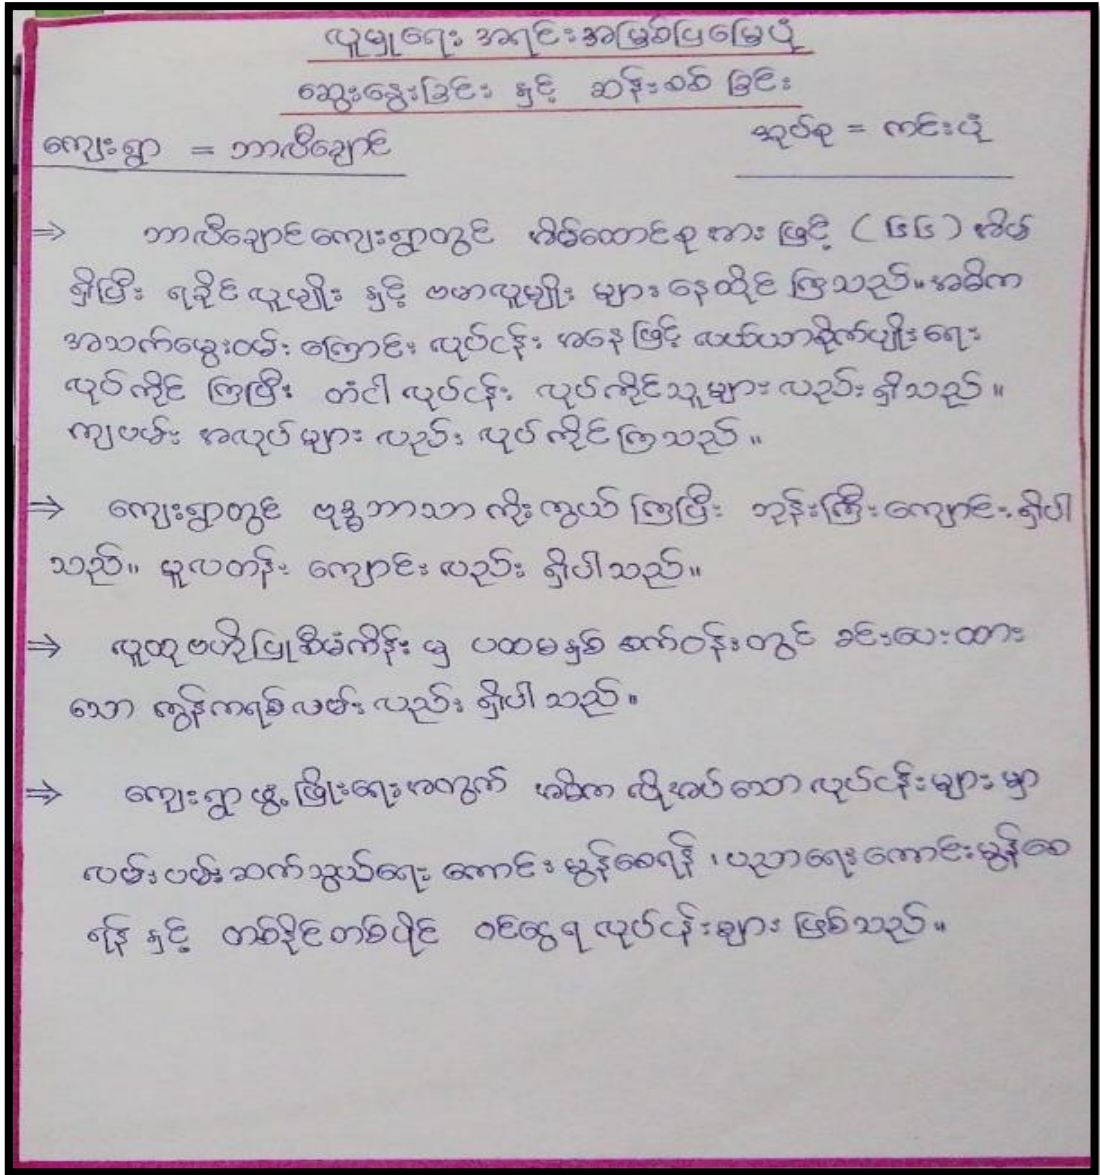 လူမှုရေး အရင်းအမြစ်ပြမြေပုံ
ဆွေးနွေးခြင်း နှင့် ဆန်းစစ်ခြင်း
ကျေးရွာ = ဘာလီချောင်
အုပ်စု = ကင်းပုံ
⇒ ဘာလီချောင်ကျေးရွာတွင် အိမ်ထောင်စုအားဖြင့် (၆၆) အိမ်
ရှိပြီး ရခိုင်လူမျိုး နှင့် ဗမာလူမျိုး များနေထိုင်ကြသည်။ အဓိက
အသက်မွေးဝမ်းကြောင်း လုပ်ငန်း အနေဖြင့် လယ်ယာစိုက်ပျိုးရေး
လုပ်ကိုင်ကြပြီး တံငါလုပ်ငန်း လုပ်ကိုင်သူများလည်း ရှိသည်။
ကျဗမ်း အလုပ်များ လည်း လုပ်ကိုင်ကြသည်။
⇒ ကျေးရွာတွင် ဗုဒ္ဓဘာသာ ကိုးကွယ်ကြပြီး ဘုန်းကြီးကျောင်း ရှိပါ
သည်။ မူလတန်း ကျောင်းလည်း ရှိပါသည်။
⇒ လူထုဗဟိုပြုစီမံကိန်း မှ ပထမနှစ် စက်ဝန်းတွင် ခင်းပေးထား
သော ကွန်ကရစ်လမ်းလည်း ရှိပါသည်။
⇒ ကျေးရွာဖွံ့ဖြိုးရေးအတွက် အဓိက လိုအပ်သော လုပ်ငန်းများမှာ
လမ်းပမ်းဆက်သွယ်ရေး ကောင်းမွန်စေရန်၊ ပညာရေးကောင်းမွန်စေ
ရန် နှင့် တစ်နိုင်တစ်ပိုင် ဝင်ငွေရလုပ်ငန်းများ ဖြစ်သည်။